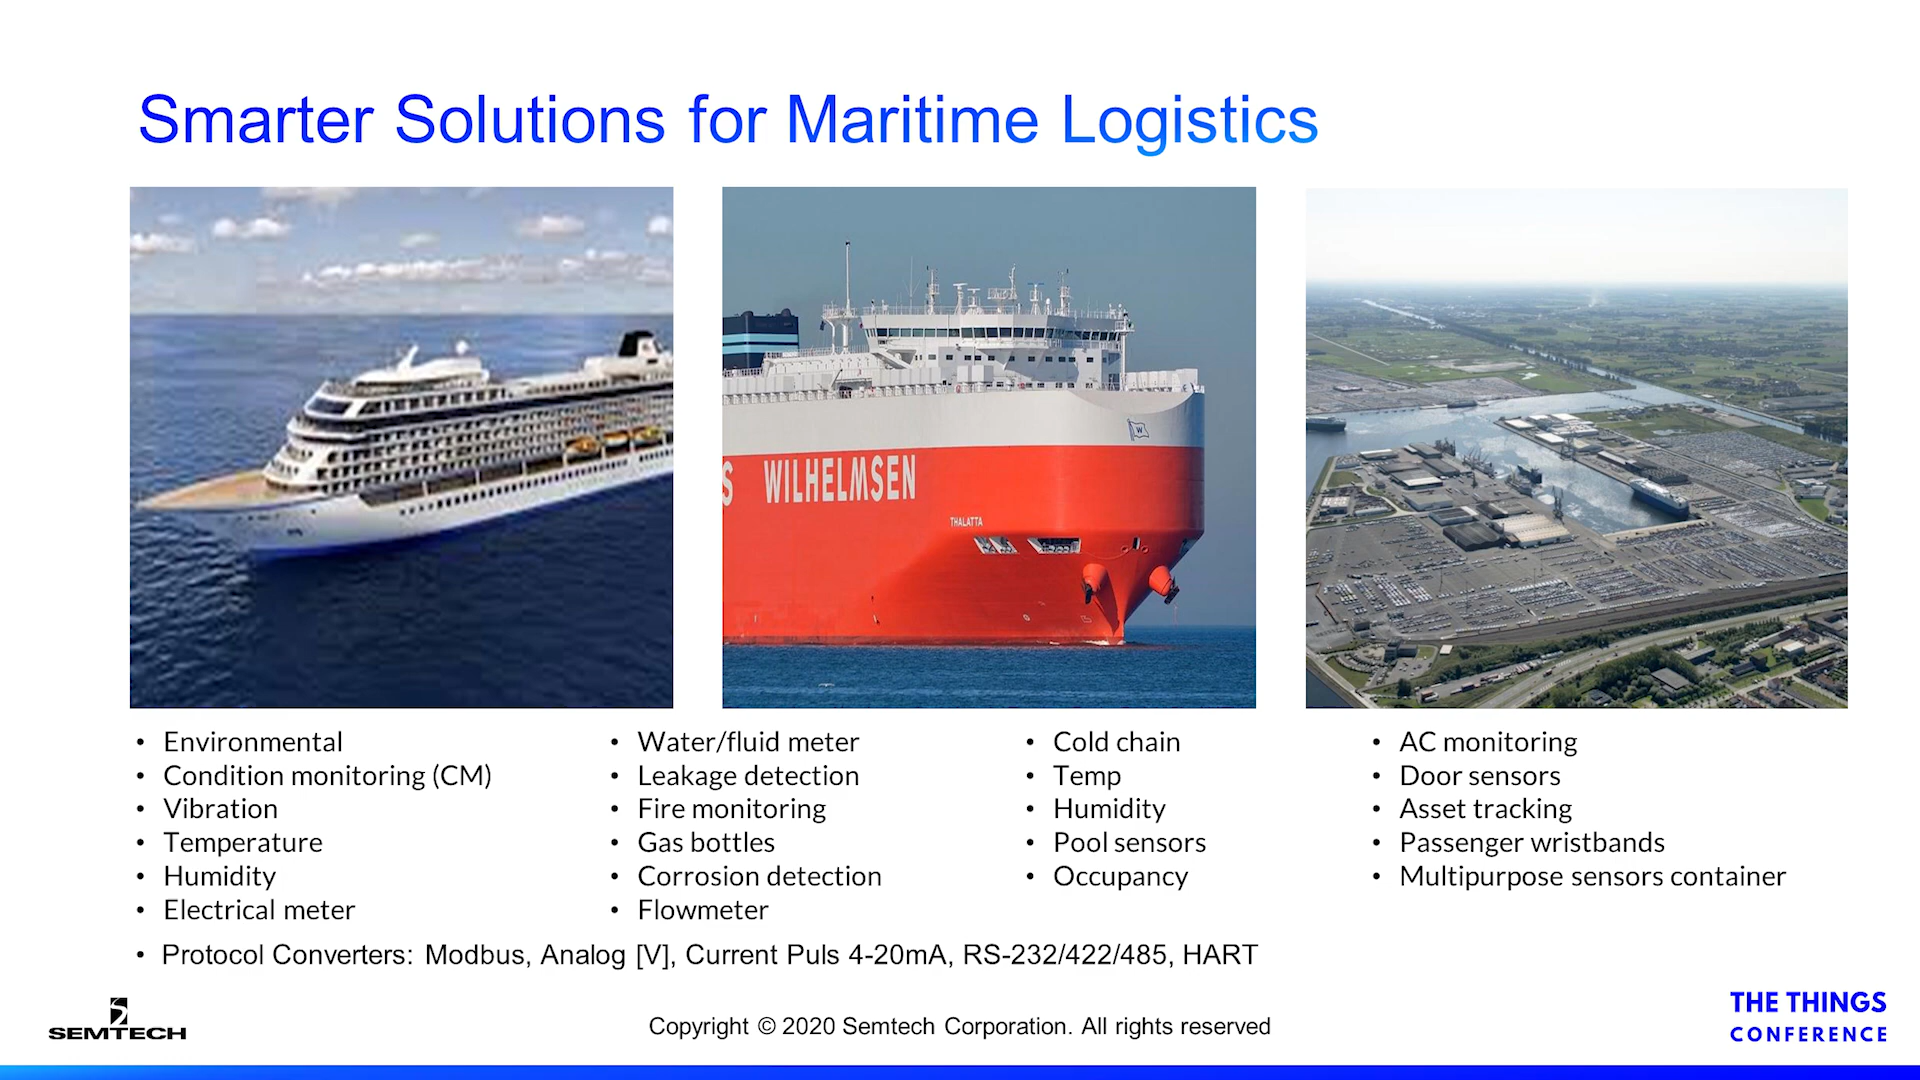 Smarter Solutions for Maritime Logistics
S WILHELMSEN
W
THALATTA
• Environmental
• Condition monitoring (CM)
• Vibration
• Temperature
• Humidity
• Electrical meter
• Water/fluid meter
• Leakage detection
• Fire monitoring
• Gas bottles
• Corrosion detection
• Flowmeter
• Cold chain
• Temp
• Humidity
• Pool sensors
• Occupancy
• AC monitoring
• Door sensors
• Asset tracking
• Passenger wristbands
• Multipurpose sensors container
• Protocol Converters: Modbus, Analog [V], Current Puls 4-20mA, RS-232/422/485, HART
SEMTECH
Copyright © 2020 Semtech Corporation. All rights reserved
THE THINGS
CONFERENCE